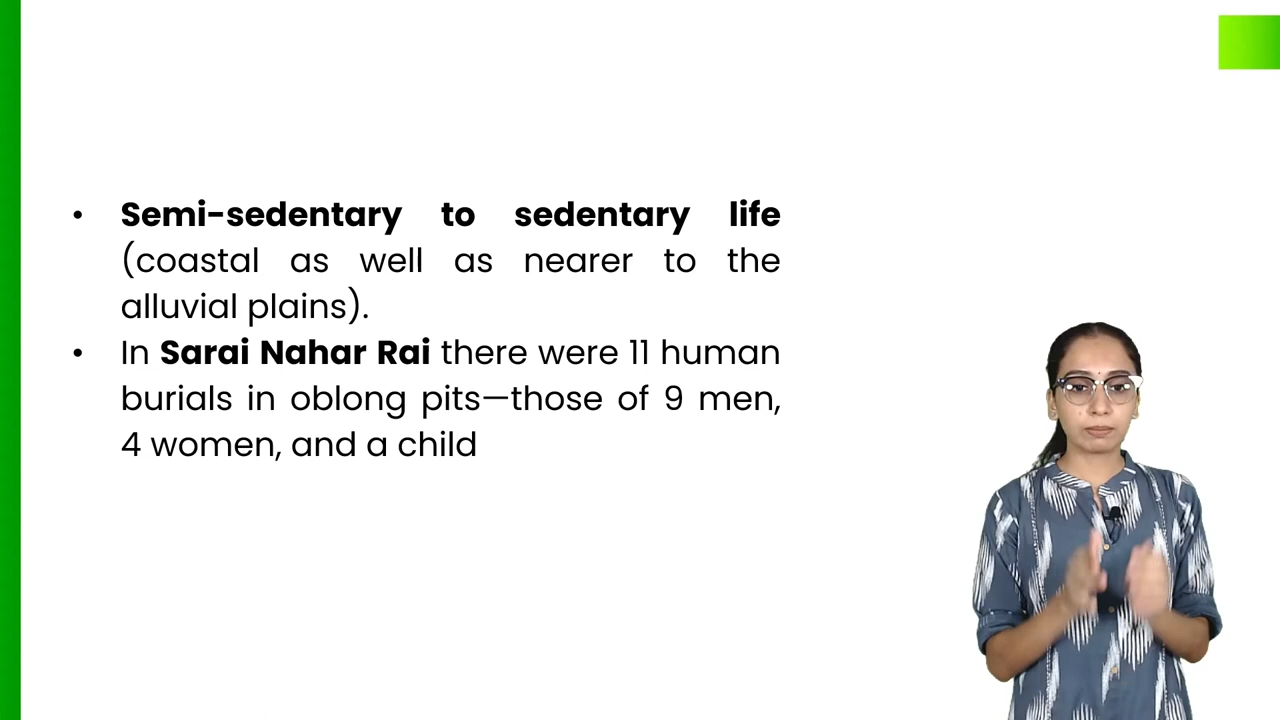 • Semi-sedentary to sedentary life
(coastal as well as nearer to the
alluvial plains).
• In Sarai Nahar Rai there were 11 human
burials in oblong pits—those of 9 men,
4 women, and a child